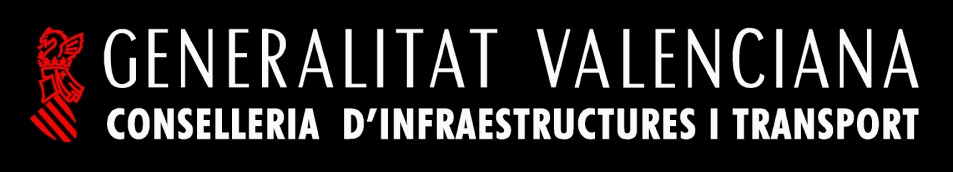 GENERALITAT VALENCIANA
CONSELLERIA D'INFRAESTRUCTURES I TRANSPORT